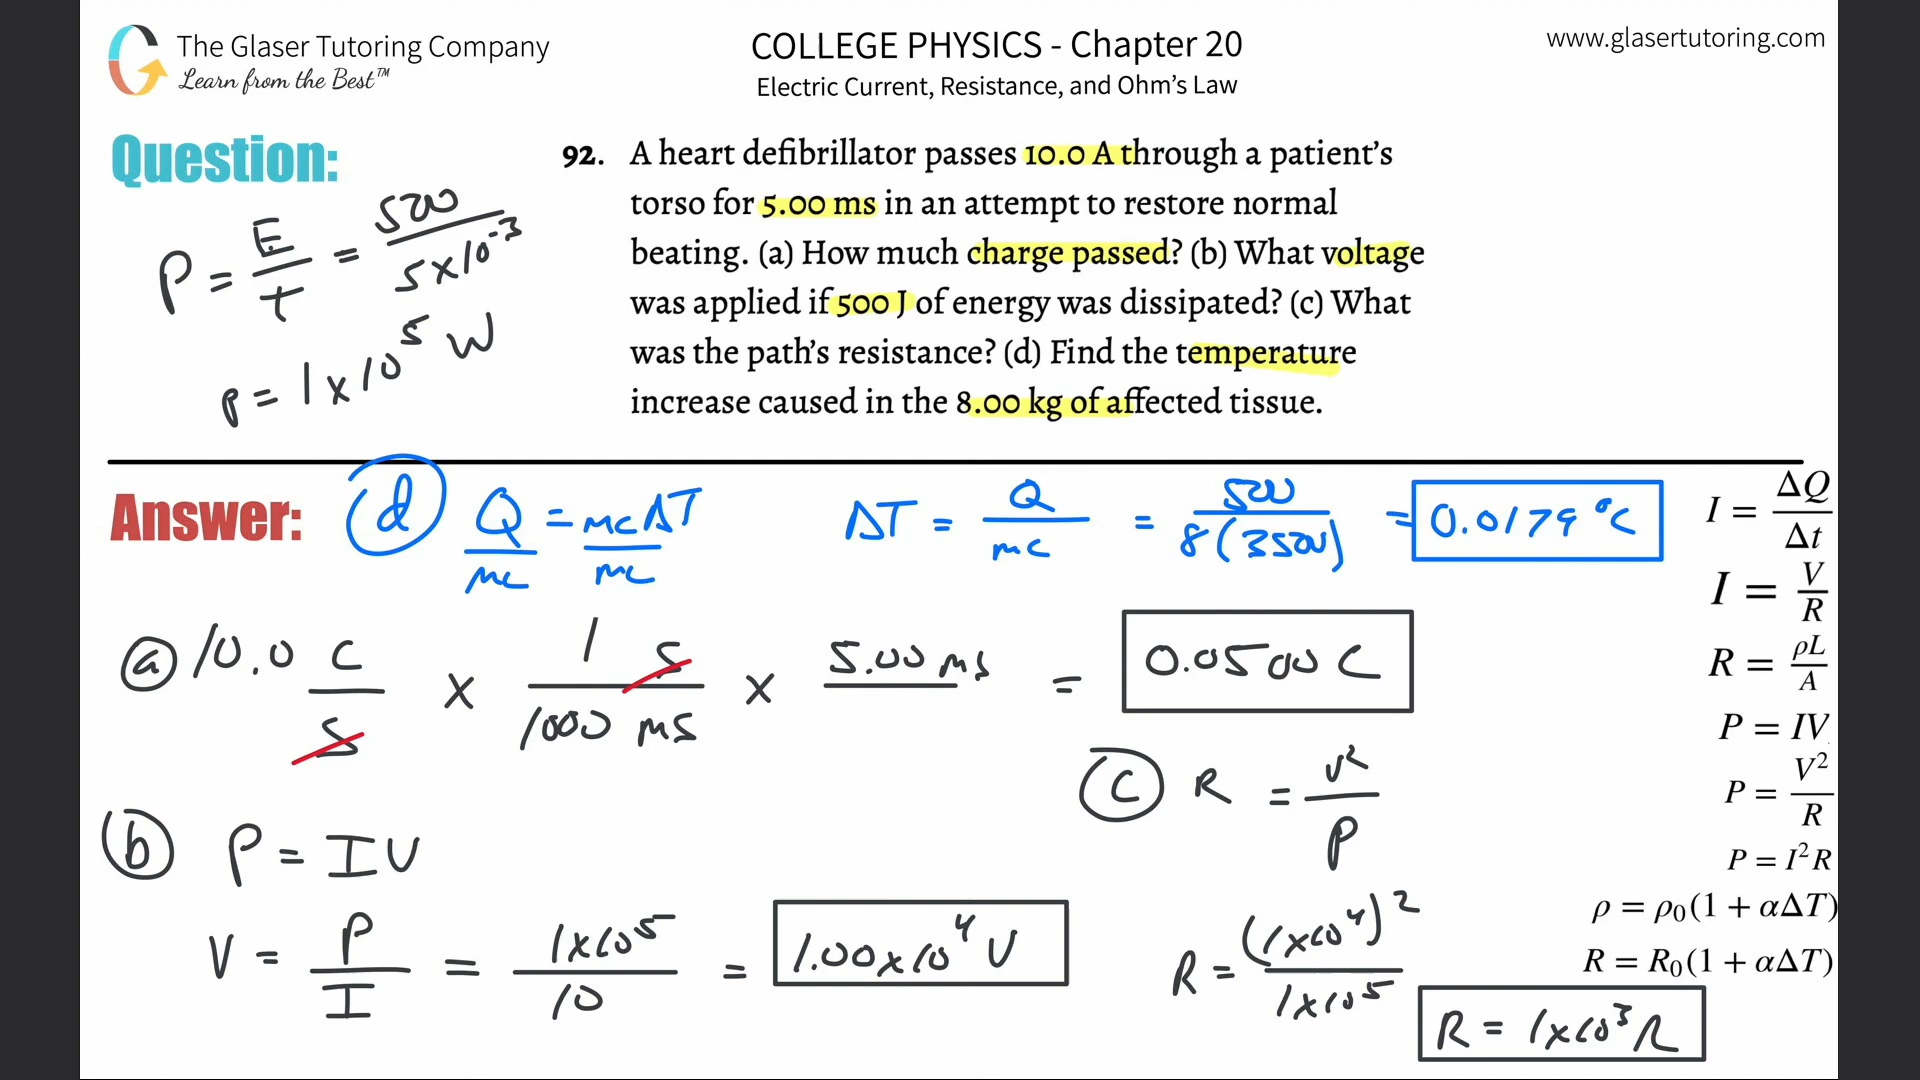 The Glaser Tutoring Company
Learn from the Best™
COLLEGE PHYSICS - Chapter 20
Electric Current, Resistance, and Ohm's Law
www.glasertutoring.com
Question:
P = E/t = 500/5x10^-3
P = 1x10^5 W
92. A heart defibrillator passes 10.0 A through a patient's
torso for 5.00 ms in an attempt to restore normal
beating. (a) How much charge passed? (b) What voltage
was applied if 500 J of energy was dissipated? (c) What
was the path's resistance? (d) Find the temperature
increase caused in the 8.00 kg of affected tissue.
Answer:
(d) Q/mc = mcΔT/mc ΔT = Q/mc = 500/8(3500) = 0.0179 °C
(a) 10.0 C/s x 1 s/1000 ms x 5.00 ms = 0.0500 C
(b) P = IV
V = P/I = 1x10^5/10 = 1.00x10^4 V
(c) R = V²/P
R = (1x10^4)²/1x10^5
R = 1x10^3 Ω
I = ΔQ/Δt
I = V/R
R = ρL/A
P = IV
P = V²/R
P = I²R
ρ = ρ₀(1 + αΔT)
R = R₀(1 + αΔT)